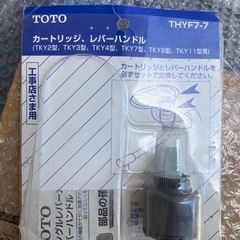 TOTO
THYF7-7
カートリッジ、レバーハンドル
(TKY2型、TKY3型、TKY4型、TKY7型、TKY8型、TKY11型用)
工事店さま用
カートリッジとレバーハンドルを
必ずセットで交換してください。
部品の